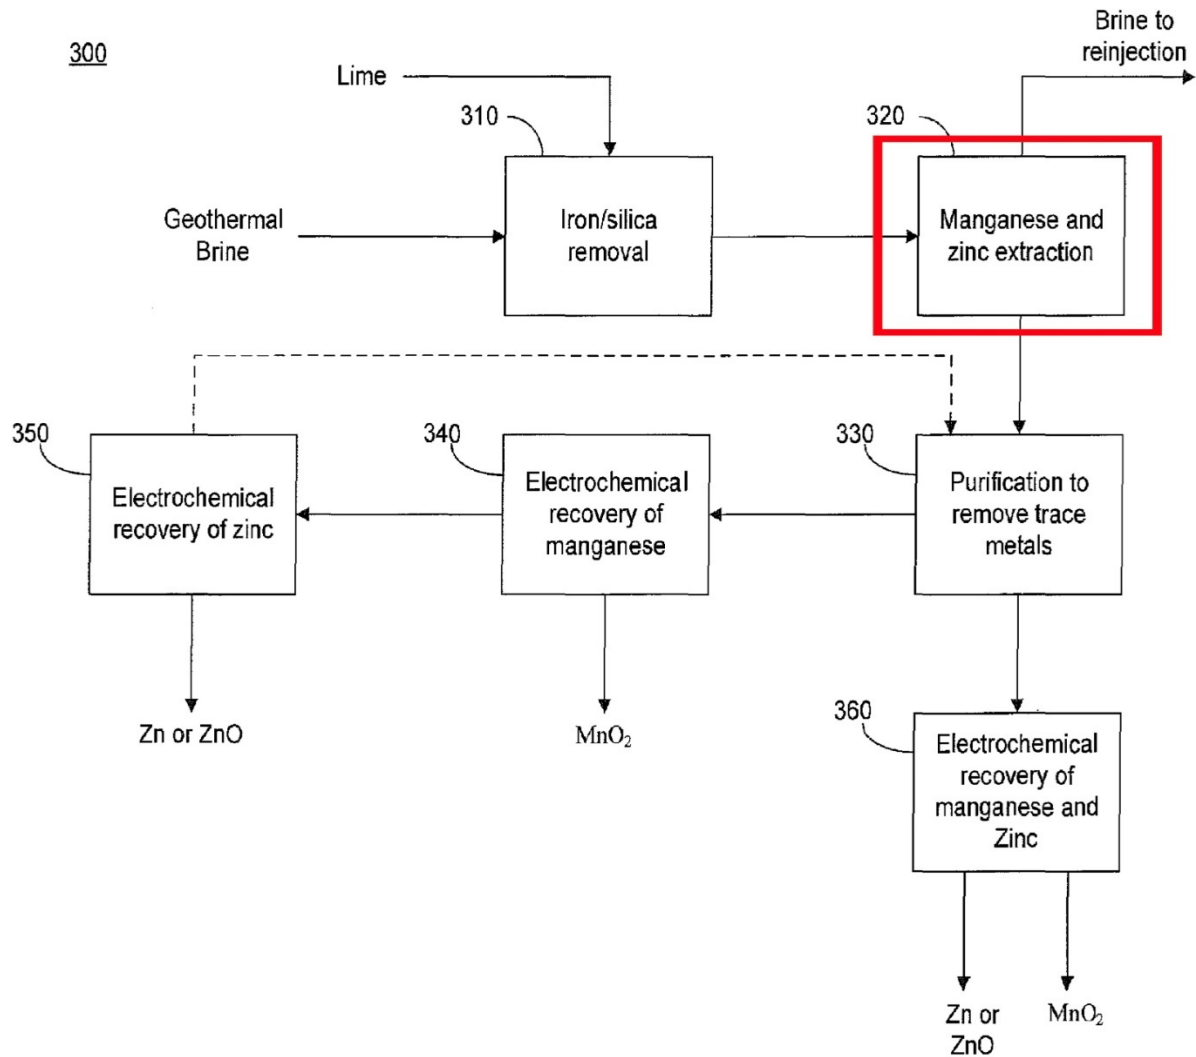 300
Brine to
reinjection
Lime
310
320
Geothermal
Brine
Iron/silica
removal
Manganese and
zinc extraction
350
340
330
Electrochemical
recovery of zinc
Electrochemical
recovery of
manganese
Purification to
remove trace
metals
Zn or ZnO
MnO₂
360
Electrochemical
recovery of
manganese and
Zinc
Zn or
ZnO
MnO₂